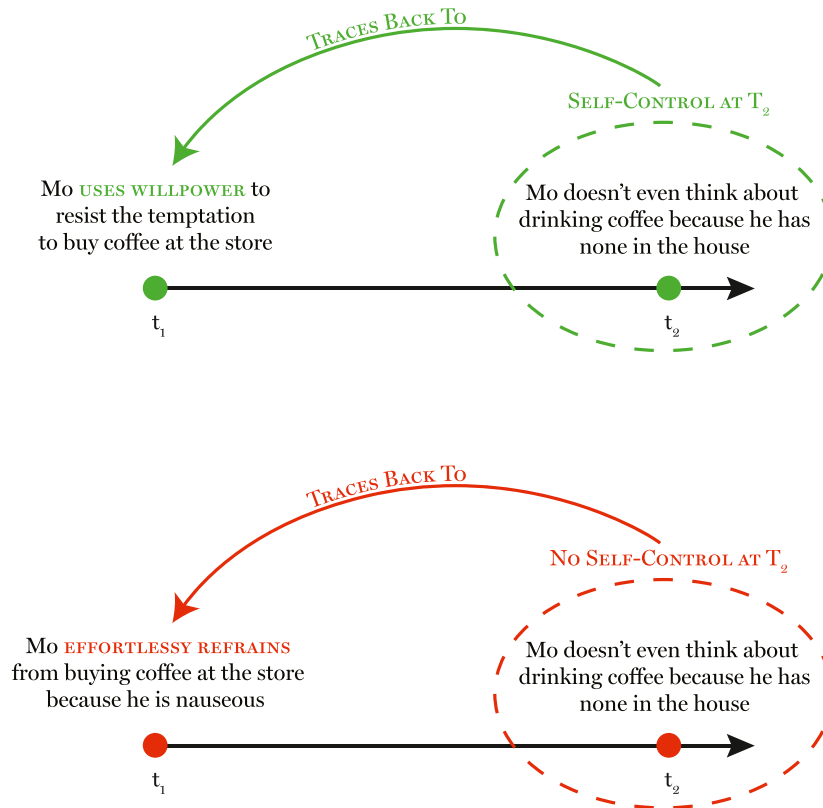 Traces Back To
Self-Control at T2
Mo uses willpower to
resist the temptation
to buy coffee at the store
Mo doesn't even think about
drinking coffee because he has
none in the house
t1
t2
Traces Back To
No Self-Control at T2
Mo effortlessy refrains
from buying coffee at the store
because he is nauseous
Mo doesn't even think about
drinking coffee because he has
none in the house
t1
t2